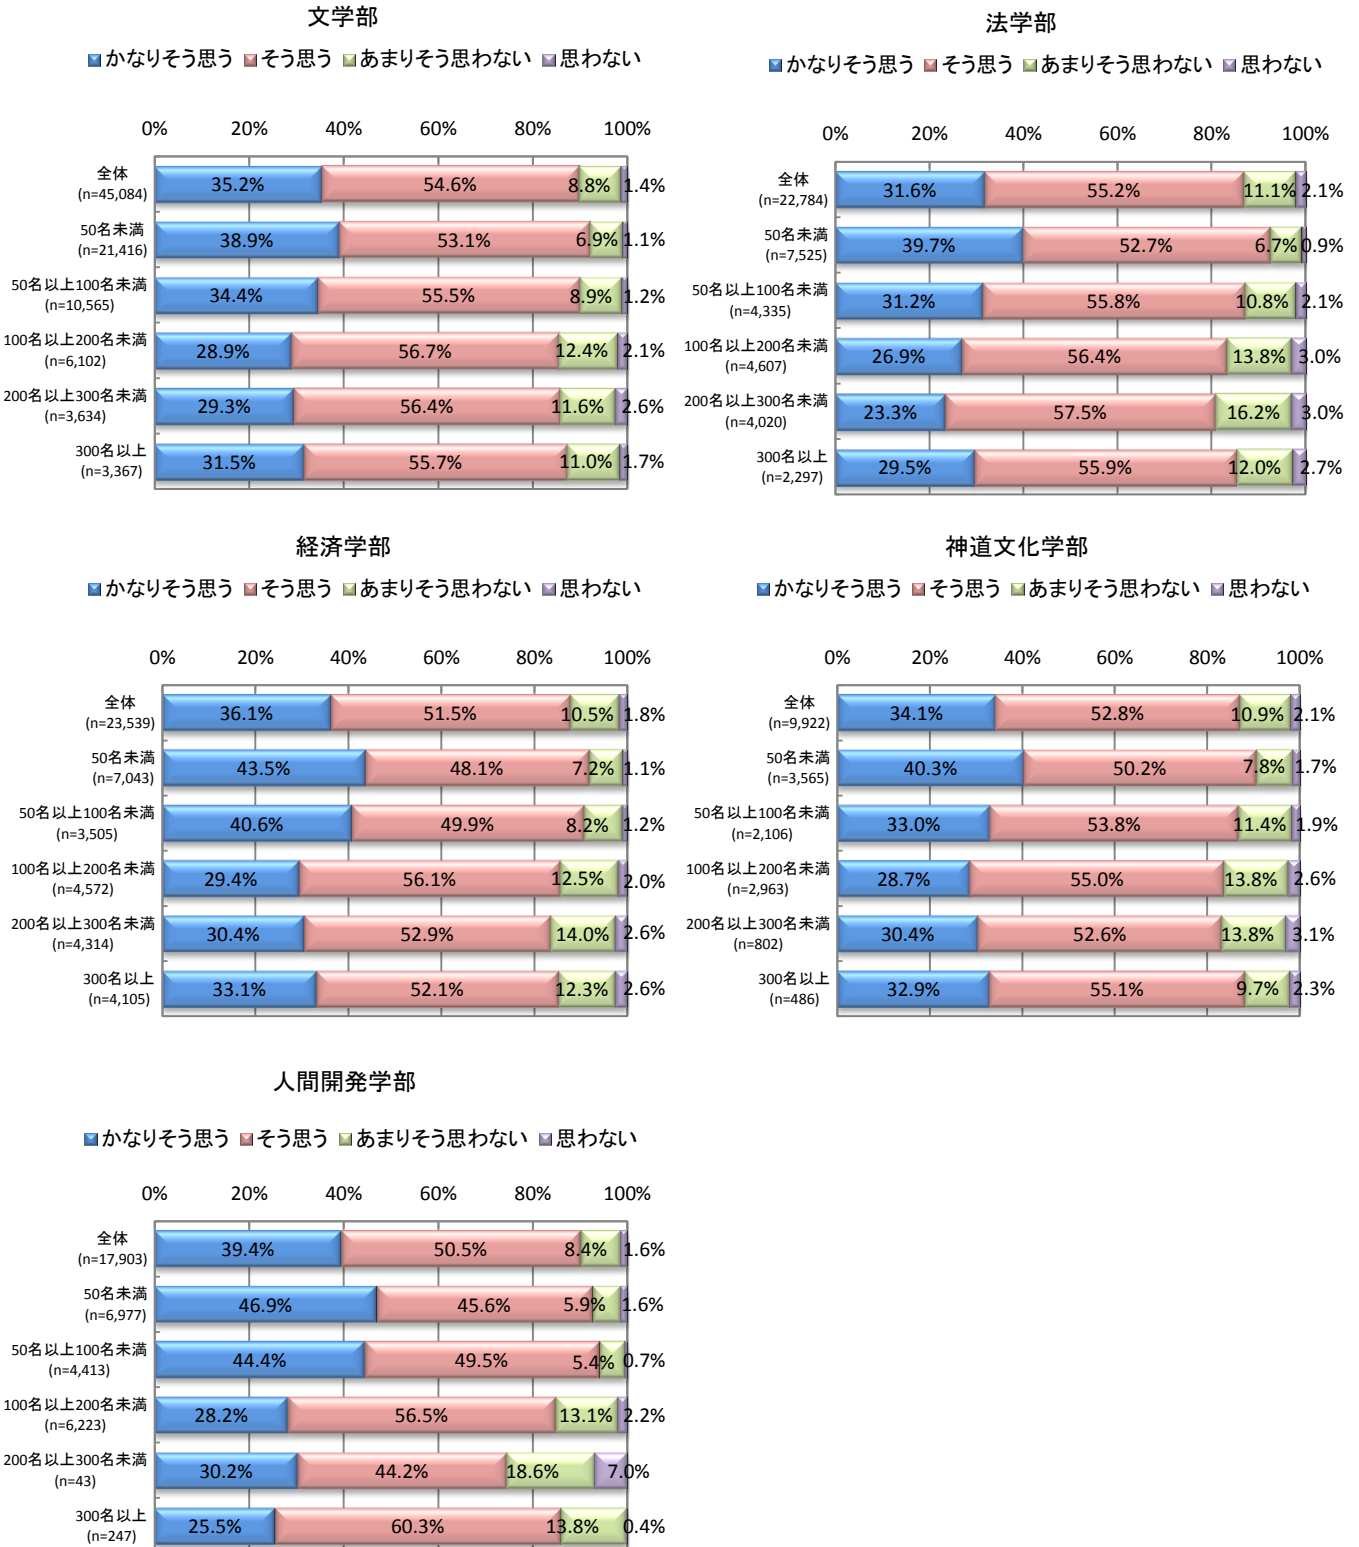 文学部
かなりそう思う そう思う あまりそう思わない 思わない
0% 20% 40% 60% 80% 100%
全体
(n=45,084)
35.2% 54.6% 8.8% 1.4%
50名未満
(n=21,416)
38.9% 53.1% 6.9% 1.1%
50名以上100名未満
(n=10,565)
34.4% 55.5% 8.9% 1.2%
100名以上200名未満
(n=6,102)
28.9% 56.7% 12.4% 2.1%
200名以上300名未満
(n=3,634)
29.3% 56.4% 11.6% 2.6%
300名以上
(n=3,367)
31.5% 55.7% 11.0% 1.7%
法学部
かなりそう思う そう思う あまりそう思わない 思わない
0% 20% 40% 60% 80% 100%
全体
(n=22,784)
31.6% 55.2% 11.1% 2.1%
50名未満
(n=7,525)
39.7% 52.7% 6.7% 0.9%
50名以上100名未満
(n=4,335)
31.2% 55.8% 10.8% 2.1%
100名以上200名未満
(n=4,607)
26.9% 56.4% 13.8% 3.0%
200名以上300名未満
(n=4,020)
23.3% 57.5% 16.2% 3.0%
300名以上
(n=2,297)
29.5% 55.9% 12.0% 2.7%
経済学部
かなりそう思う そう思う あまりそう思わない 思わない
0% 20% 40% 60% 80% 100%
全体
(n=23,539)
36.1% 51.5% 10.5% 1.8%
50名未満
(n=7,043)
43.5% 48.1% 7.2% 1.1%
50名以上100名未満
(n=3,505)
40.6% 49.9% 8.2% 1.2%
100名以上200名未満
(n=4,572)
29.4% 56.1% 12.5% 2.0%
200名以上300名未満
(n=4,314)
30.4% 52.9% 14.0% 2.6%
300名以上
(n=4,105)
33.1% 52.1% 12.3% 2.6%
神道文化学部
かなりそう思う そう思う あまりそう思わない 思わない
0% 20% 40% 60% 80% 100%
全体
(n=9,922)
34.1% 52.8% 10.9% 2.1%
50名未満
(n=3,565)
40.3% 50.2% 7.8% 1.7%
50名以上100名未満
(n=2,106)
33.0% 53.8% 11.4% 1.9%
100名以上200名未満
(n=2,963)
28.7% 55.0% 13.8% 2.6%
200名以上300名未満
(n=802)
30.4% 52.6% 13.8% 3.1%
300名以上
(n=486)
32.9% 55.1% 9.7% 2.3%
人間開発学部
かなりそう思う そう思う あまりそう思わない 思わない
0% 20% 40% 60% 80% 100%
全体
(n=17,903)
39.4% 50.5% 8.4% 1.6%
50名未満
(n=6,977)
46.9% 45.6% 5.9% 1.6%
50名以上100名未満
(n=4,413)
44.4% 49.5% 5.4% 0.7%
100名以上200名未満
(n=6,223)
28.2% 56.5% 13.1% 2.2%
200名以上300名未満
(n=43)
30.2% 44.2% 18.6% 7.0%
300名以上
(n=247)
25.5% 60.3% 13.8% 0.4%